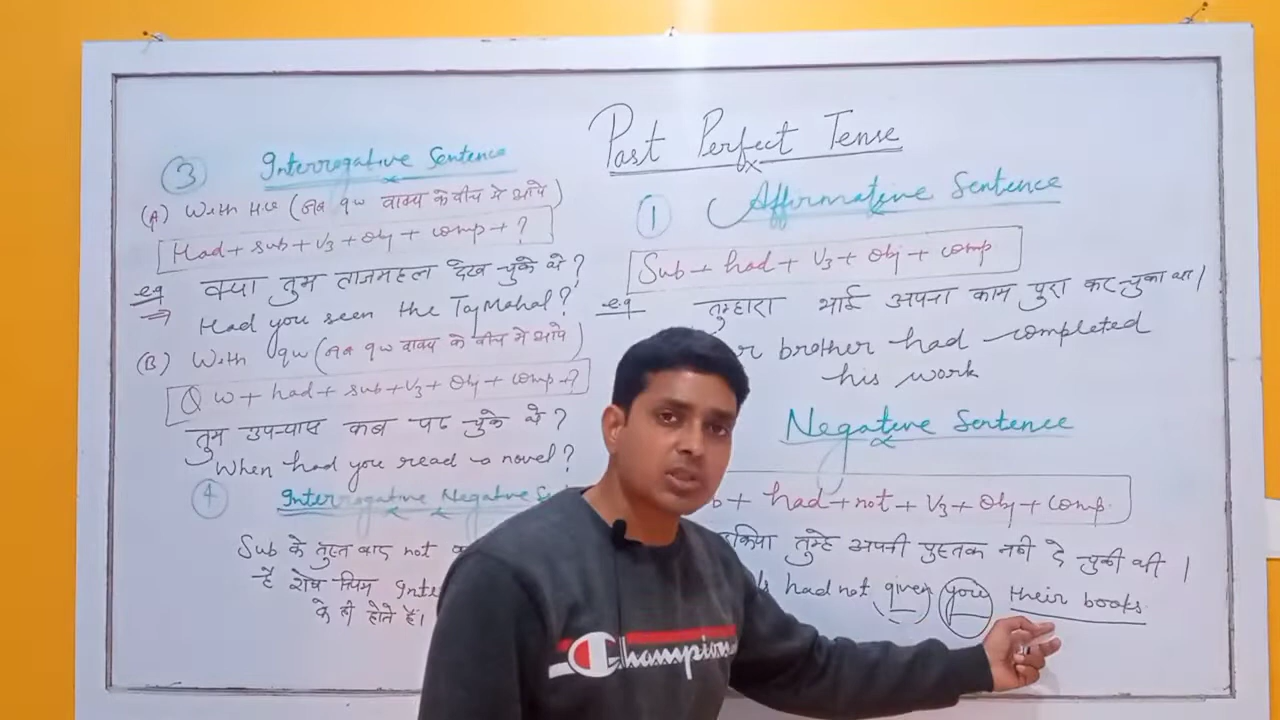 Past Perfect Tense
① Affirmative Sentence
Sub + had + V3 + Obj + comp
e.g तुम्हारा भाई अपना काम पुरा कर चुका था।
r brother had completed
his work
Negative Sentence
b + had + not + V3 + Obj + comp.
तुम्हे अपनी पुस्तक नही दे चुकी थी ।
had not given you their books.
③ Interrogative Sentence
(A) With H.V (जब qw वाक्य के बीच मे आये)
Had + sub + V3 + Obj + comp + ?
e.g क्या तुम ताजमहल देख चुके थे ?
⇒ Had you seen the TajMahal?
(B) With qw (जब qw वाक्य के बीच मे आये)
Q w + had + sub + V3 + Obj + comp + ?
तुम उपन्यास कब पढ चुके थे ?
When had you read a novel?
④ Interrogative Negative Se
Sub के तुरन्त बाद not
है शेष नियम Inte
के ही होते हैं।
Champion